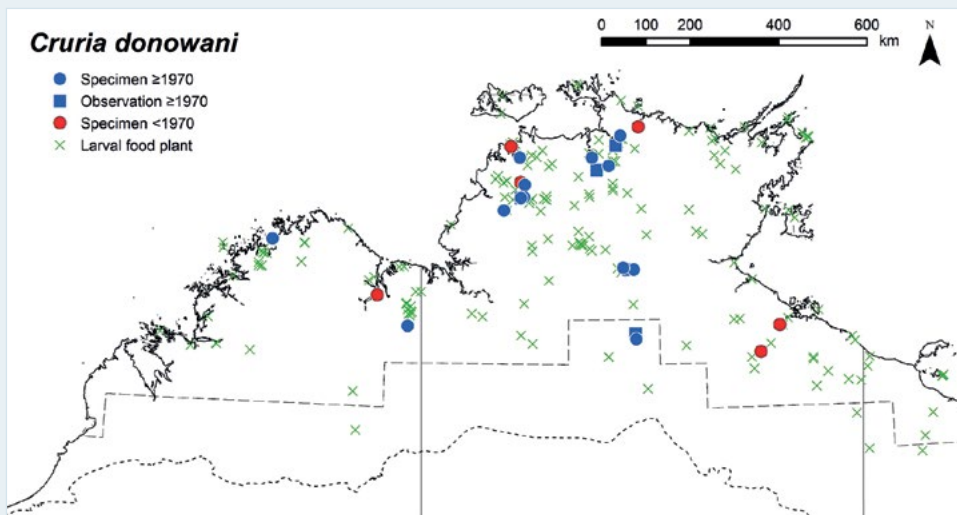 Cruria donowani
Specimen ≥1970
Observation ≥1970
Specimen <1970
Larval food plant
0 100 200 400 600
km
N